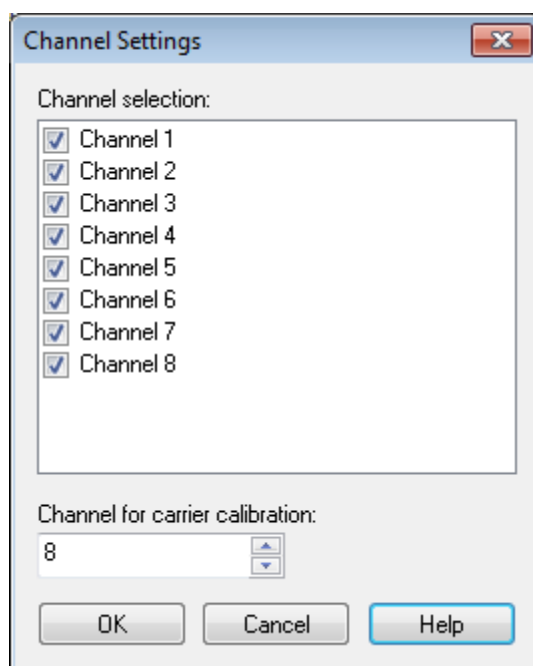 Channel Settings
Channel selection:
Channel 1
Channel 2
Channel 3
Channel 4
Channel 5
Channel 6
Channel 7
Channel 8
Channel for carrier calibration:
8
OK Cancel Help